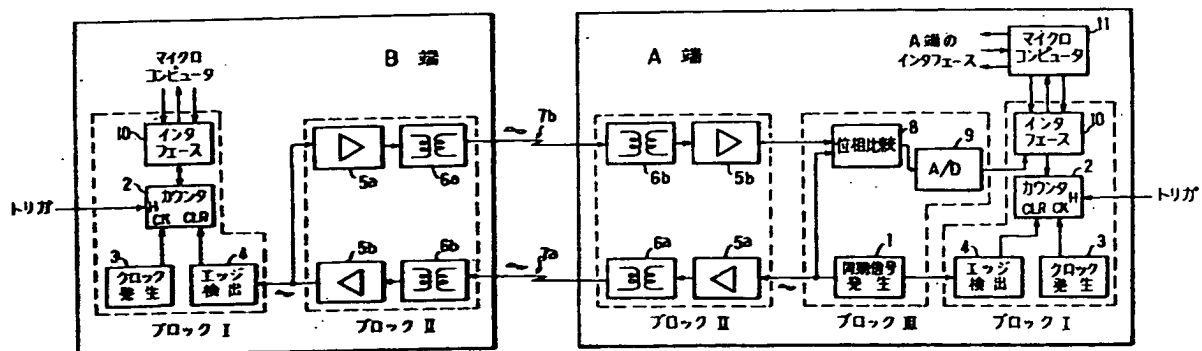 B 端
マイクロ
コンピュータ
10
インタ
フェース
2
カウンタ
H
CK CLR
トリガ
3
クロック
発生
4
エッジ
検出
ブロック I
5a
6a
5b
6b
ブロック II
7b
7a
A 端
6b
5b
6a
5a
ブロック II
8
位相比較
9
A/D
1
同期信号
発生
ブロック III
A端の
インタフェース
11
マイクロ
コンピュータ
10
インタ
フェース
2
カウンタ
CLR CK H
トリガ
4
エッジ
検出
3
クロック
発生
ブロック I